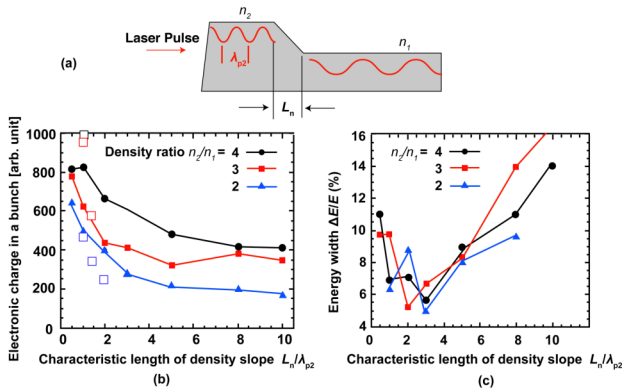 n2
Laser Pulse
n1
λp2
(a)
Ln
Electronic charge in a bunch [arb. unit]
1000
800
600
400
200
0
Density ratio n2/n1 = 4
3
2
0 2 4 6 8 10
Characteristic length of density slope Ln/λp2
(b)
Energy width ΔE/E (%)
16
14
12
10
8
6
4
n2/n1 = 4
3
2
0 2 4 6 8 10
Characteristic length of density slope Ln/λp2
(c)